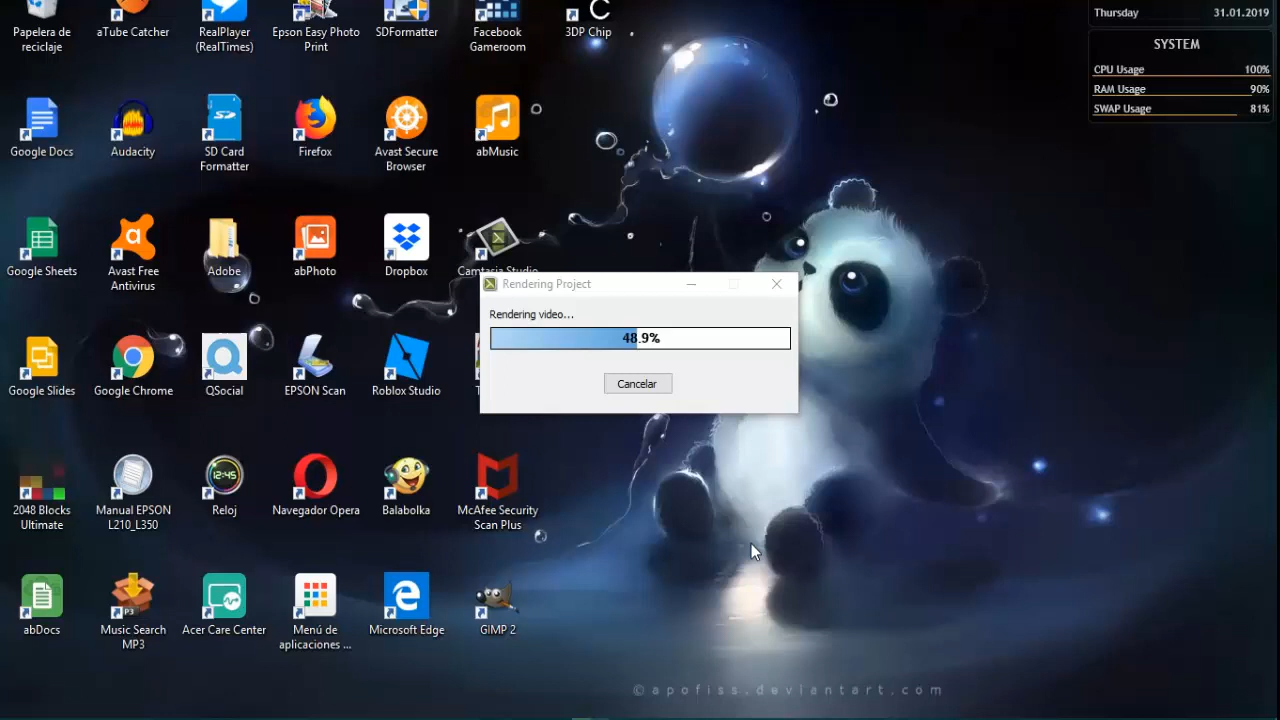 Papelera de
reciclaje
aTube Catcher
RealPlayer
(RealTimes)
Epson Easy Photo
Print
SDFormatter
Facebook
Gameroom
3DP Chip
Thursday 31.01.2019
SYSTEM
CPU Usage 100%
RAM Usage 90%
SWAP Usage 81%
Google Docs
Audacity
SD Card
Formatter
Firefox
Avast Secure
Browser
abMusic
Google Sheets
Avast Free
Antivirus
Adobe
abPhoto
Dropbox
Camtasia Studio
Rendering Project
Rendering video...
48.9%
Cancelar
Google Slides
Google Chrome
QSocial
EPSON Scan
Roblox Studio
2048 Blocks
Ultimate
Manual EPSON
L210_L350
12:45
Reloj
Navegador Opera
Balabolka
McAfee Security
Scan Plus
abDocs
P3
Music Search
MP3
Acer Care Center
Menú de
aplicaciones ...
Microsoft Edge
GIMP 2
©apofiss.deviantart.com